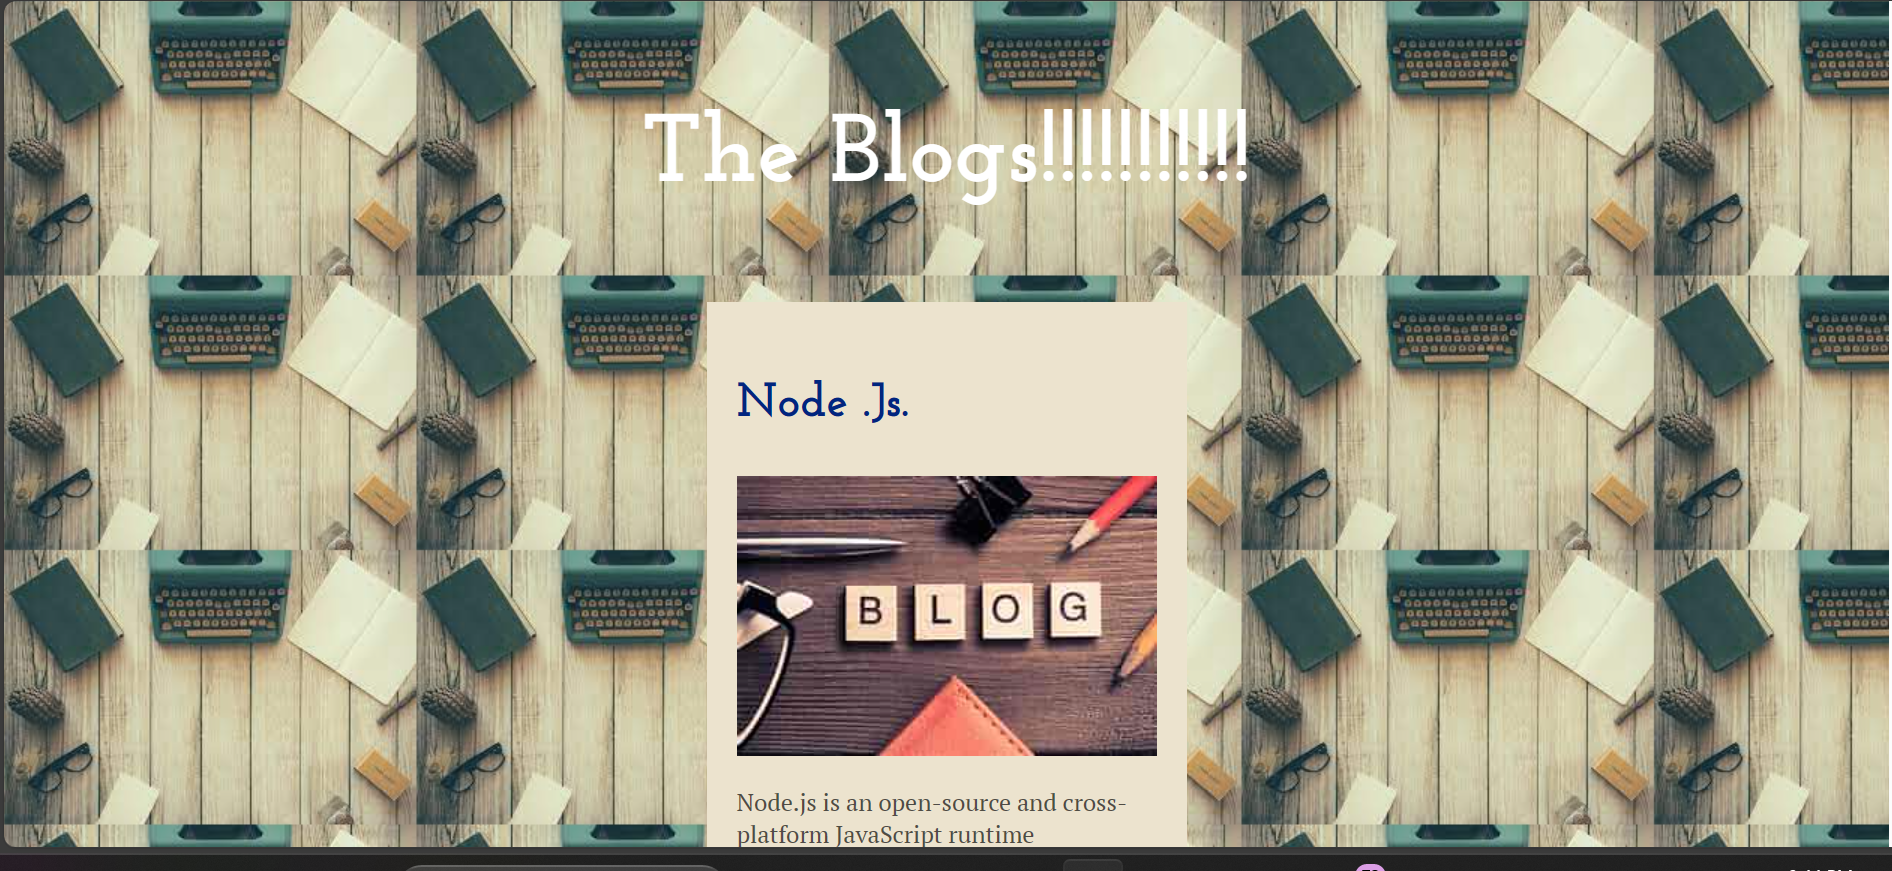 The Blogs!!!!!!!!!!!
Node .Js.
B L O G
Node.js is an open-source and cross-
platform JavaScript runtime